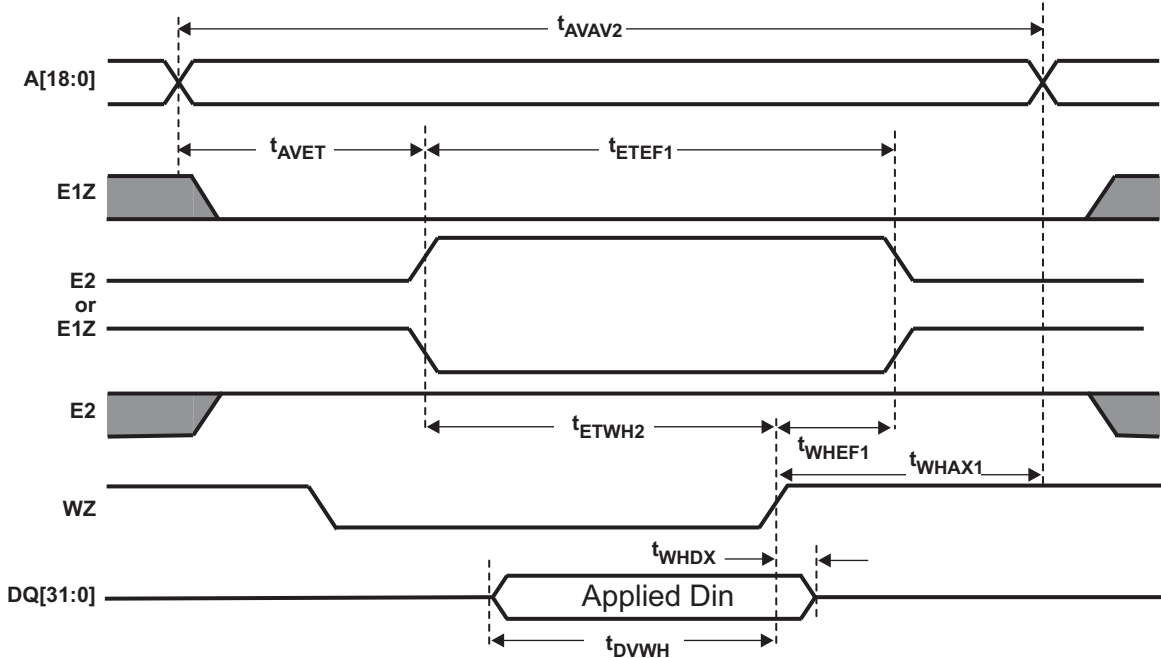 tAVAV2
A[18:0]
tAVET
tETEF1
E1Z
E2
or
E1Z
E2
tETWH2
tWHEF1
tWHAX1
WZ
tWHDX
DQ[31:0]
Applied Din
tDVWH